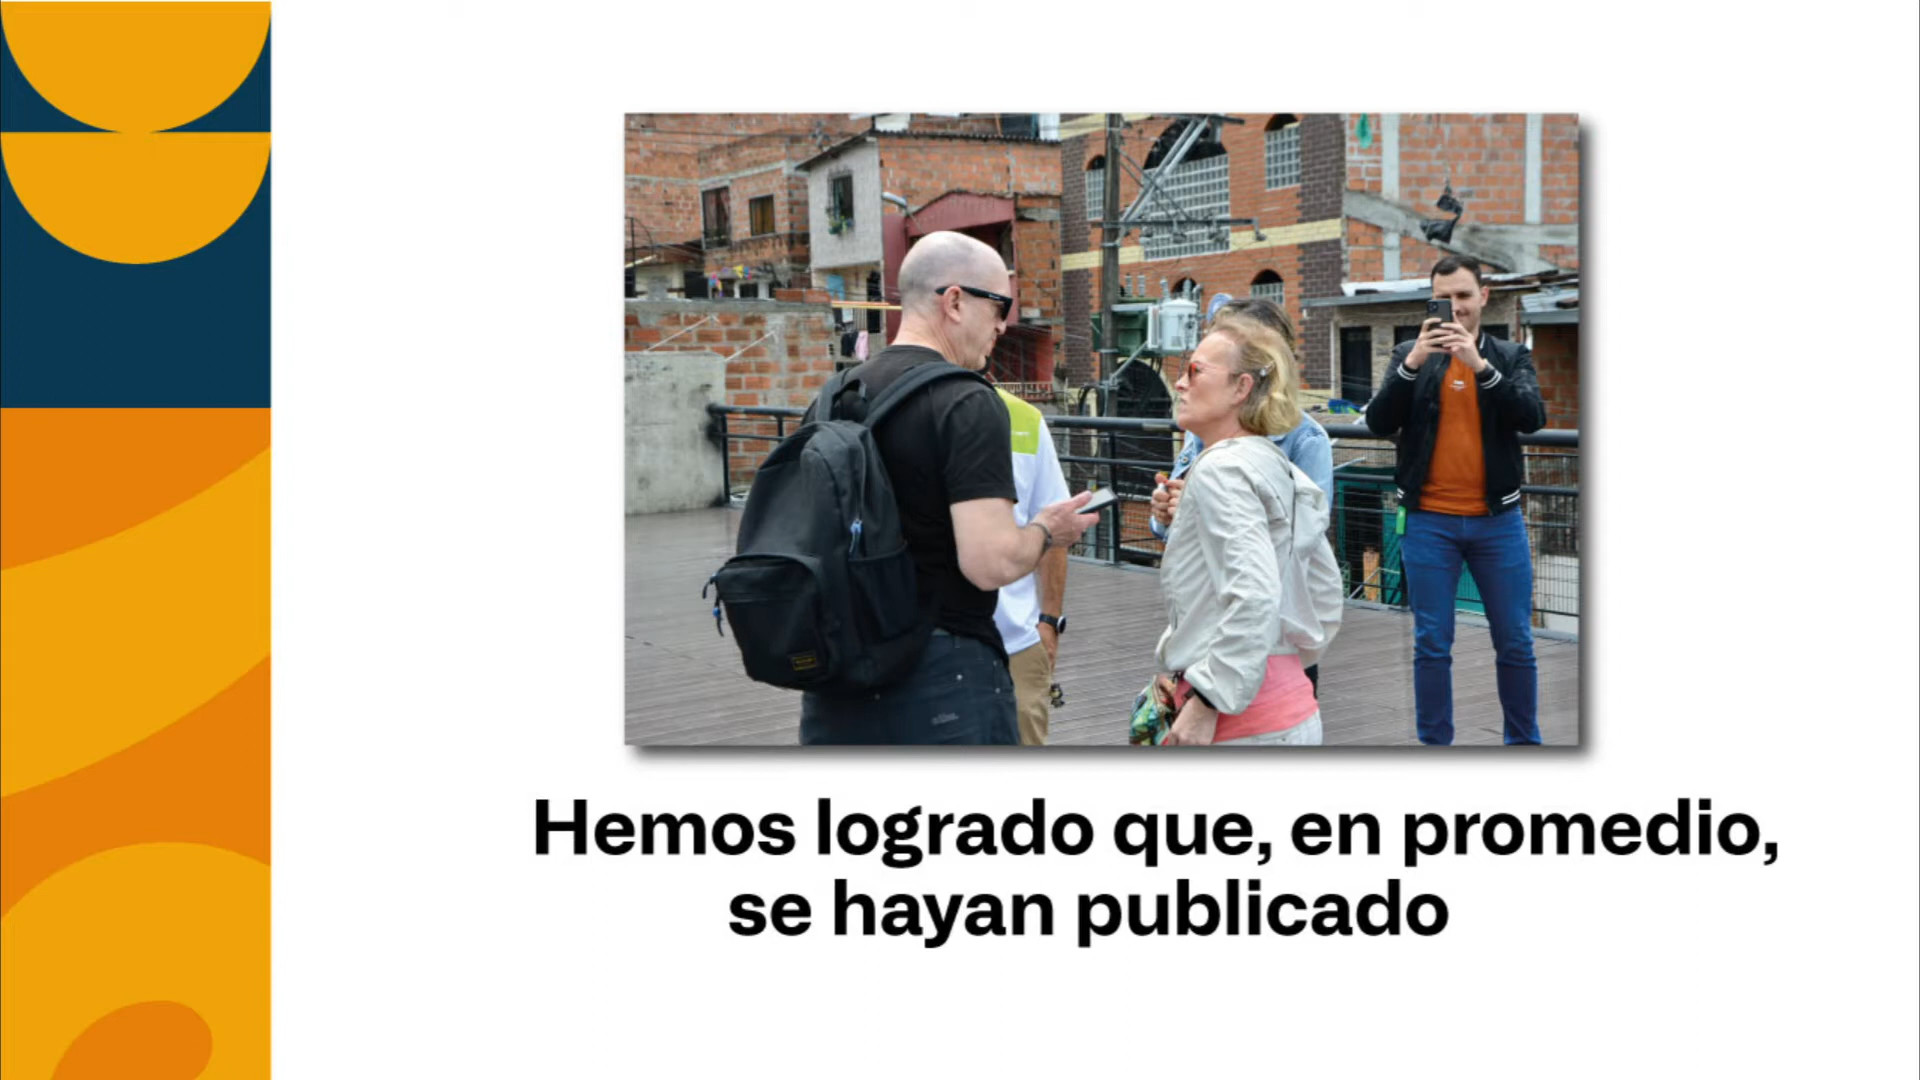 Hemos logrado que, en promedio,
se hayan publicado